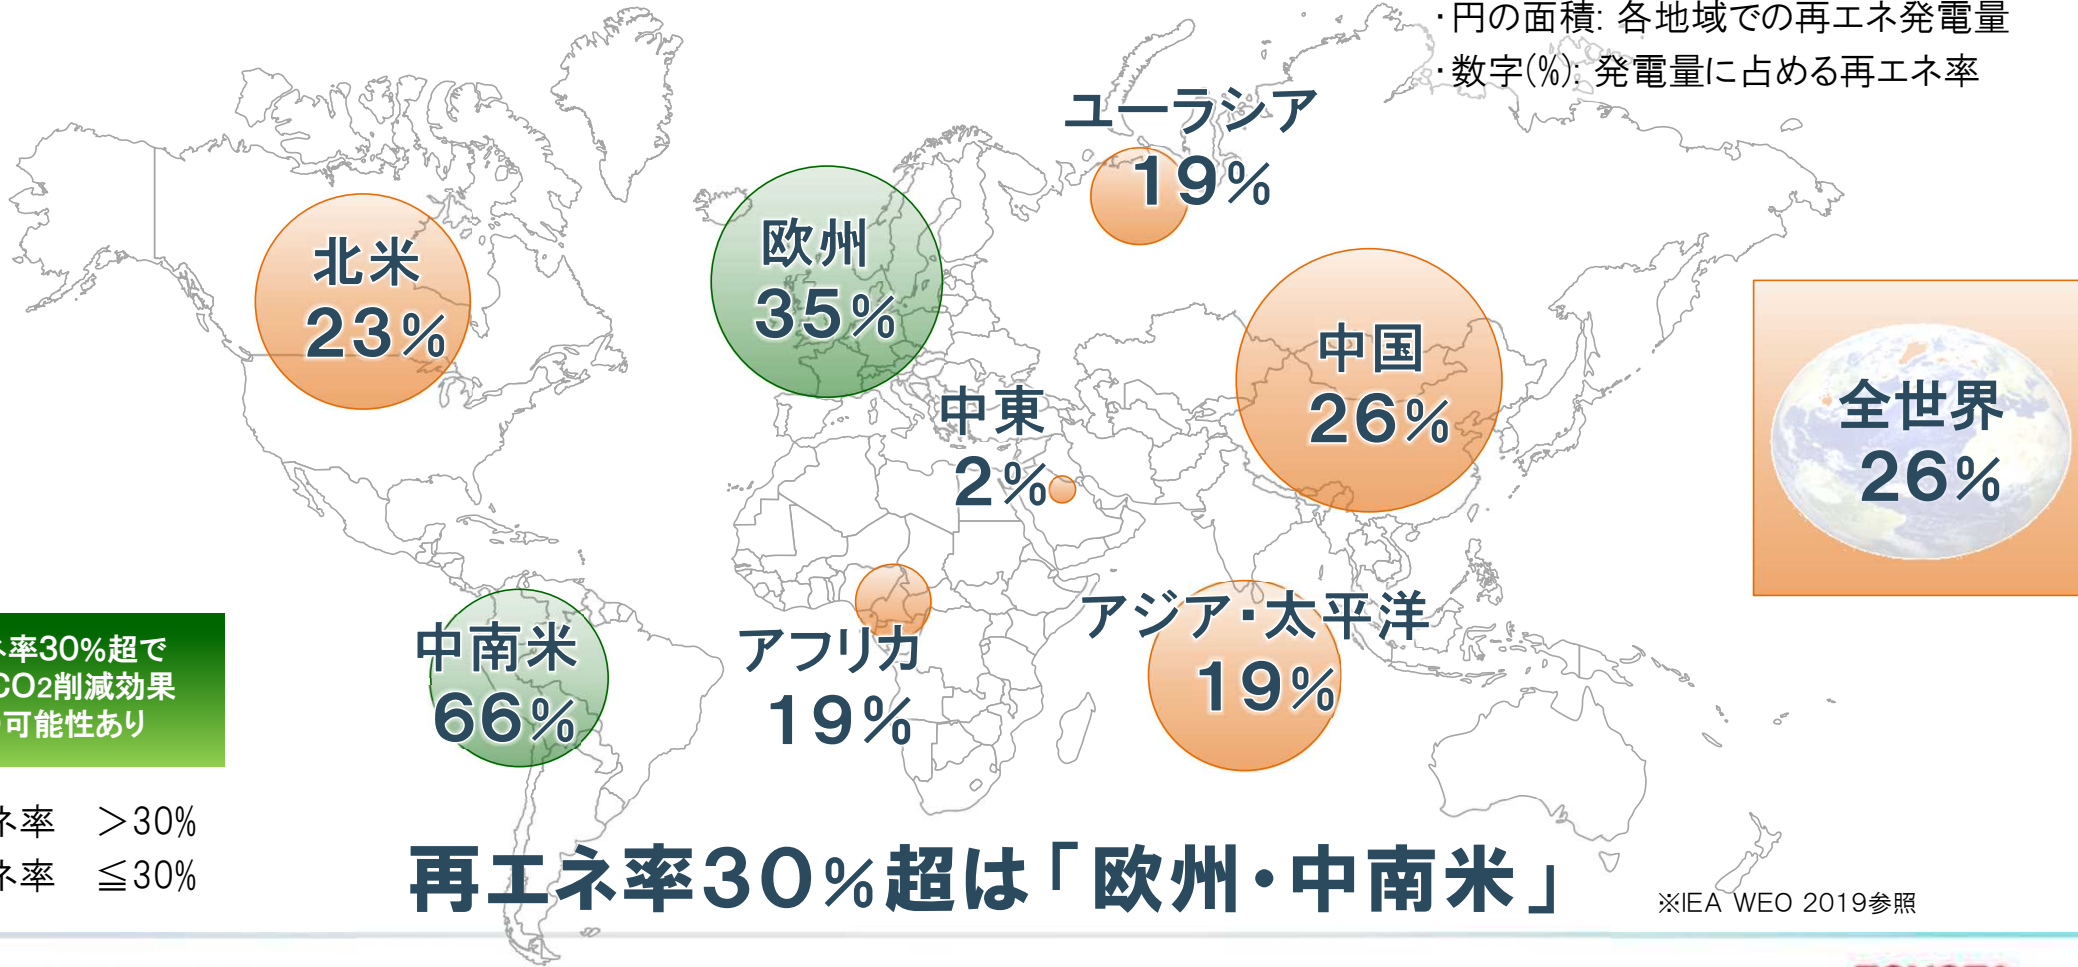 ・円の面積: 各地域での再エネ発電量
・数字(%): 発電量に占める再エネ率
ユーラシア
19%
欧州
35%
北米
23%
中国
26%
中東
2%
全世界
26%
アジア・太平洋
19%
中南米
66%
アフリカ
19%
ネ率30%超で
CO2削減効果
可能性あり
ネ率 >30%
ネ率 ≦30%
再エネ率30%超は「欧州・中南米」
※IEA WEO 2019参照